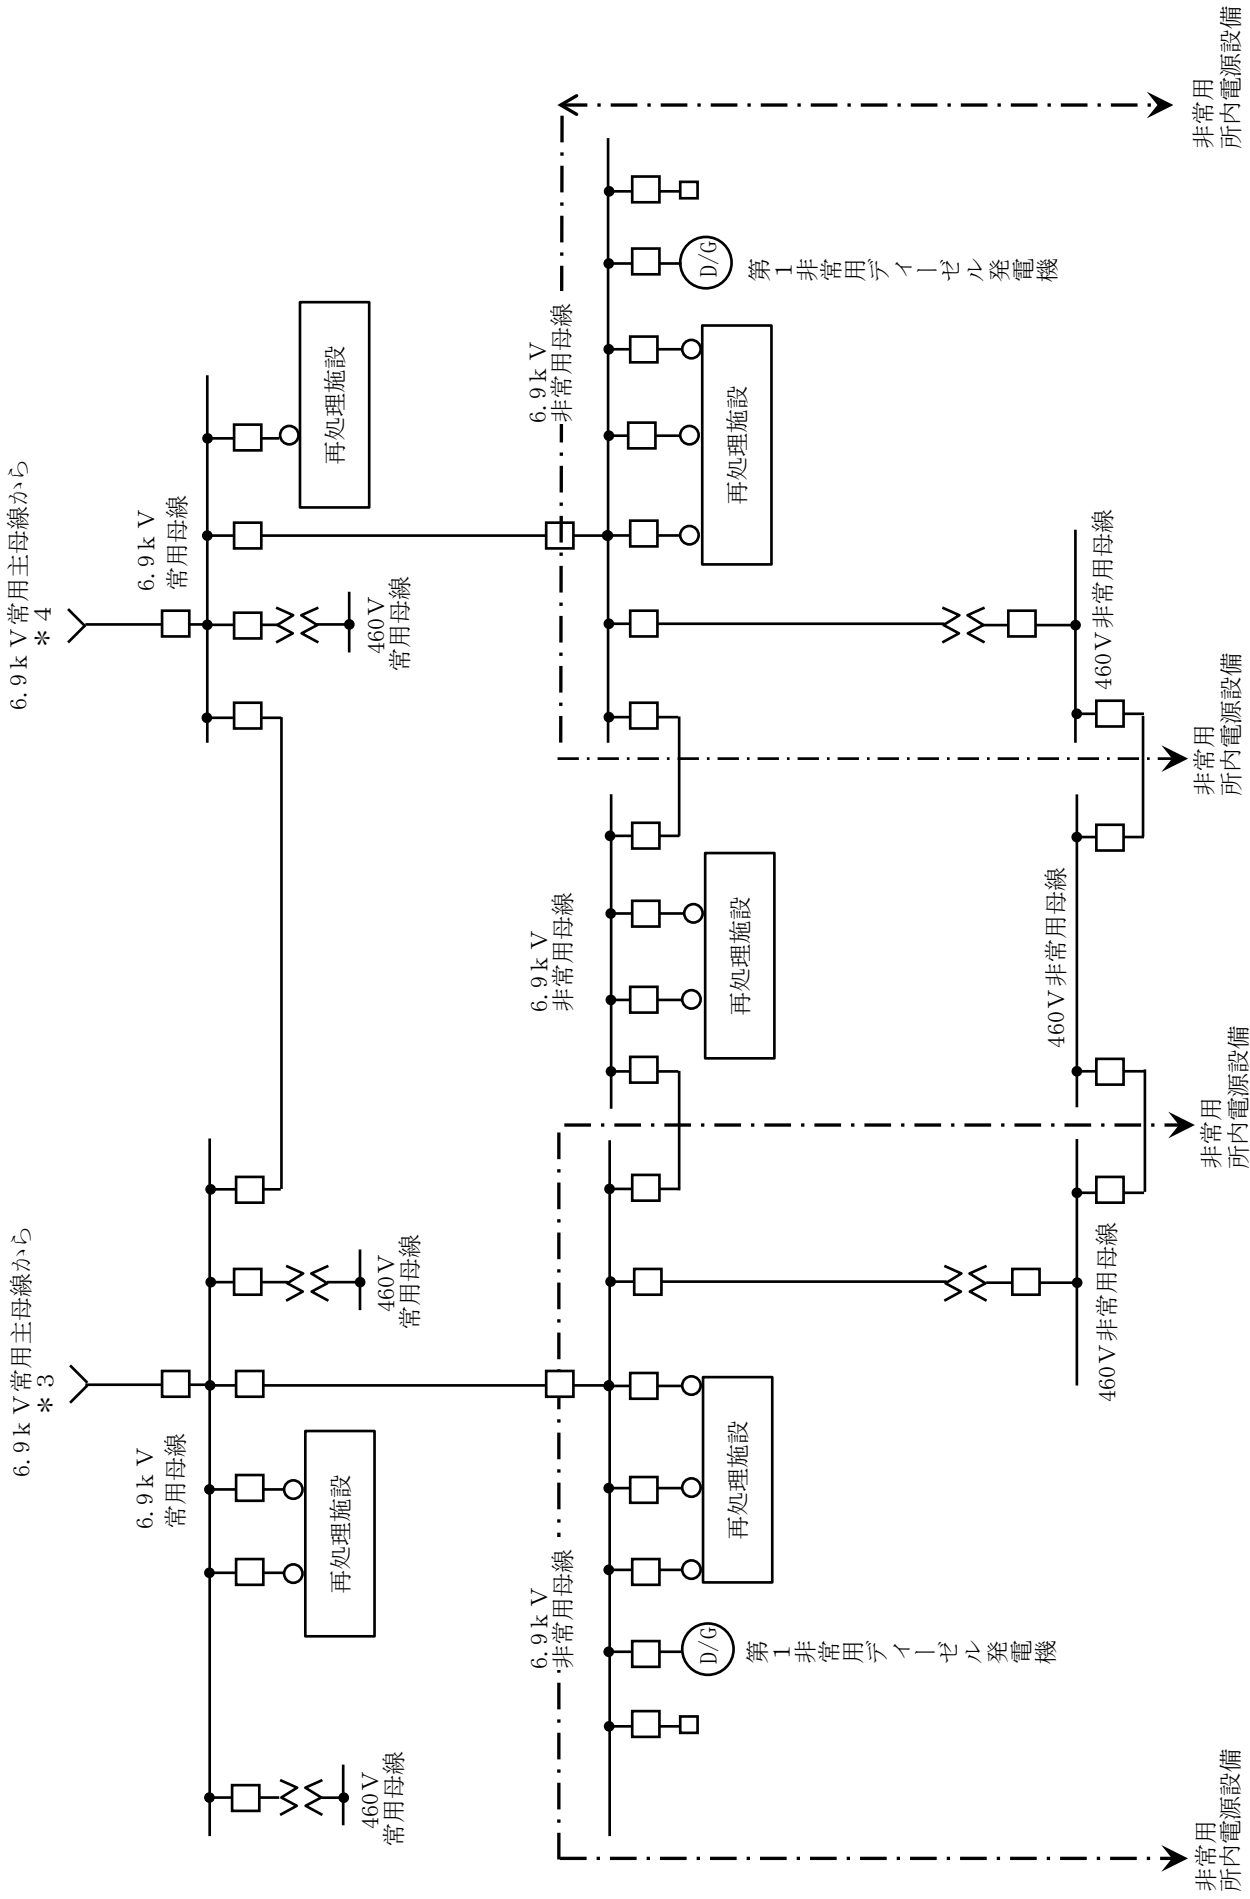 6.9kV常用主母線から
＊3
6.9kV常用主母線から
＊4
6.9kV
常用母線
6.9kV
常用母線
再処理施設
再処理施設
460V
常用母線
460V
常用母線
460V
常用母線
6.9kV
非常用母線
6.9kV
非常用母線
6.9kV
非常用母線
D/G
D/G
再処理施設
再処理施設
再処理施設
第1非常用ディーゼル発電機
第1非常用ディーゼル発電機
460V非常用母線
460V非常用母線
460V非常用母線
非常用
所内電源設備
非常用
所内電源設備
非常用
所内電源設備
非常用
所内電源設備